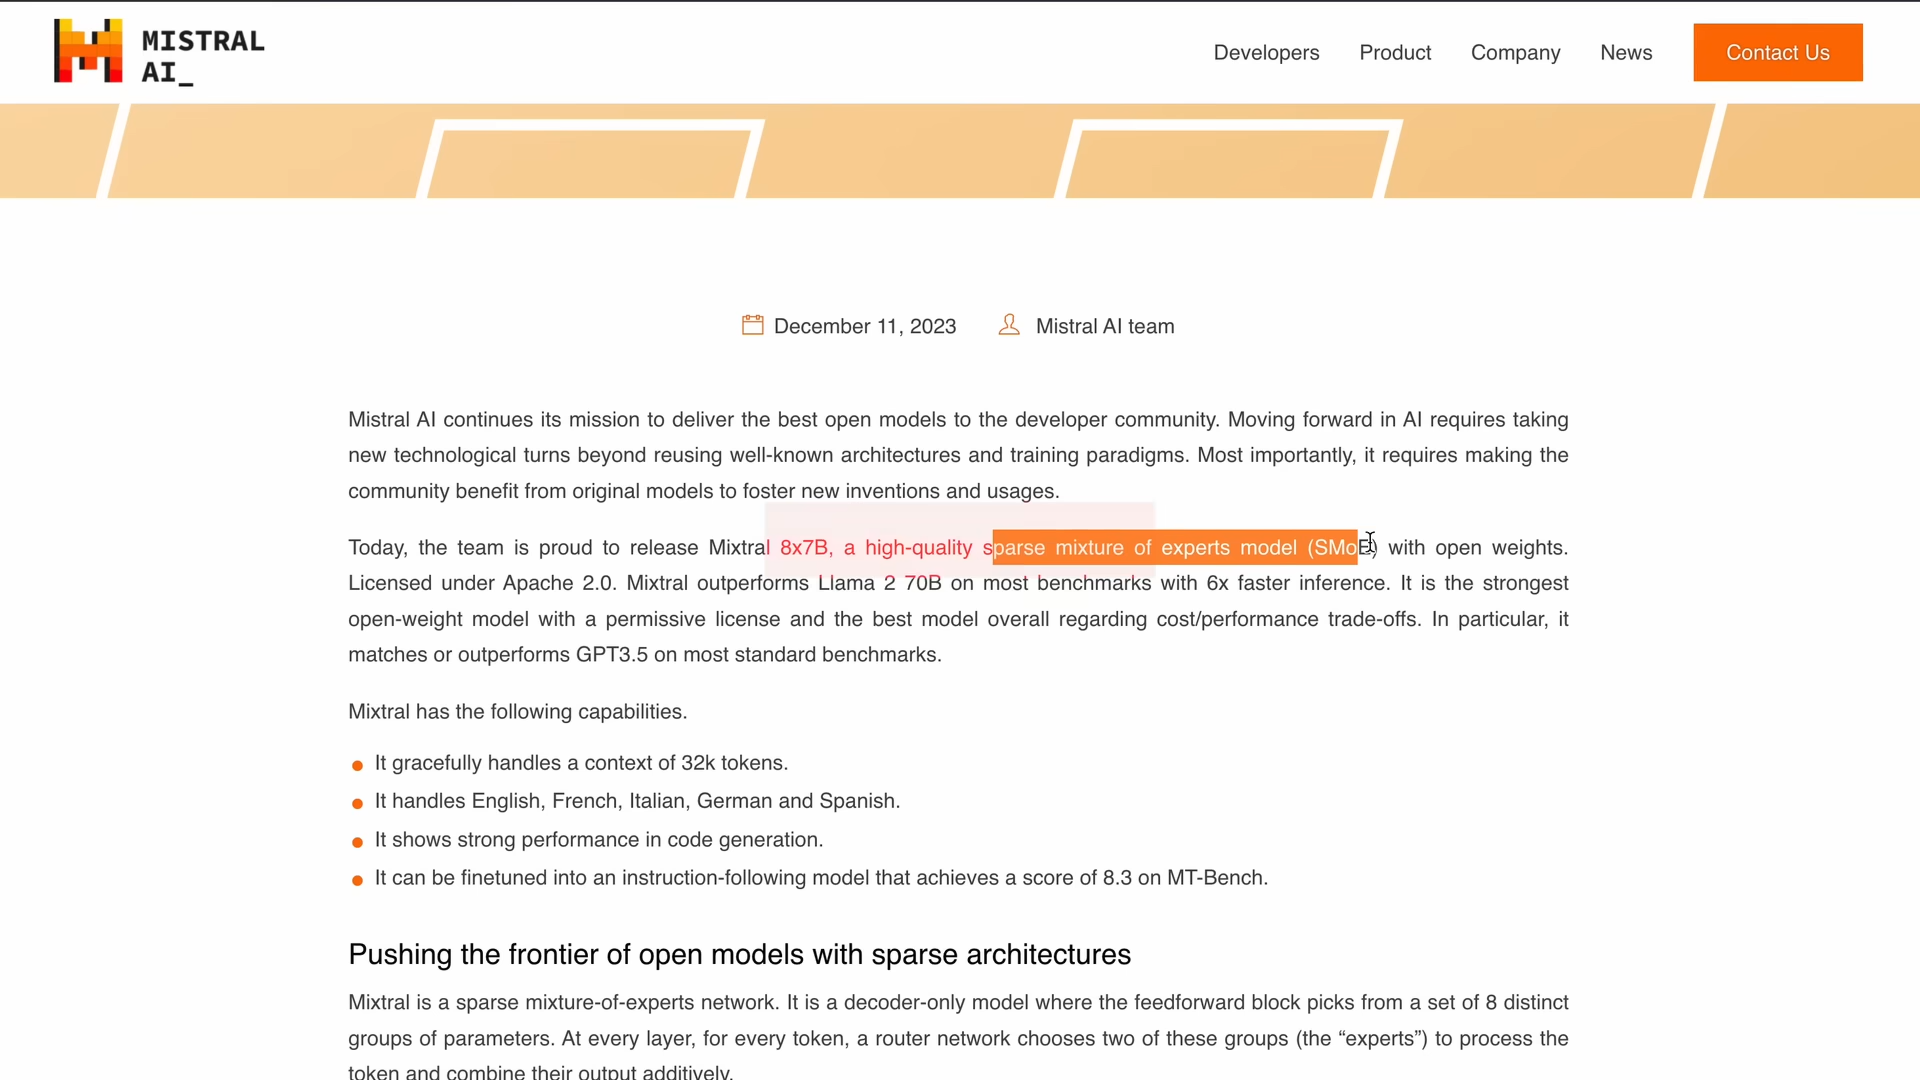 MISTRAL
AI_
Developers Product Company News Contact Us
December 11, 2023 Mistral AI team
Mistral AI continues its mission to deliver the best open models to the developer community. Moving forward in AI requires taking
new technological turns beyond reusing well-known architectures and training paradigms. Most importantly, it requires making the
community benefit from original models to foster new inventions and usages.
Today, the team is proud to release Mixtral 8x7B, a high-quality sparse mixture of experts model (SMoE) with open weights.
Licensed under Apache 2.0. Mixtral outperforms Llama 2 70B on most benchmarks with 6x faster inference. It is the strongest
open-weight model with a permissive license and the best model overall regarding cost/performance trade-offs. In particular, it
matches or outperforms GPT3.5 on most standard benchmarks.
Mixtral has the following capabilities.
It gracefully handles a context of 32k tokens.
It handles English, French, Italian, German and Spanish.
It shows strong performance in code generation.
It can be finetuned into an instruction-following model that achieves a score of 8.3 on MT-Bench.
Pushing the frontier of open models with sparse architectures
Mixtral is a sparse mixture-of-experts network. It is a decoder-only model where the feedforward block picks from a set of 8 distinct
groups of parameters. At every layer, for every token, a router network chooses two of these groups (the “experts”) to process the
token and combine their output additively.